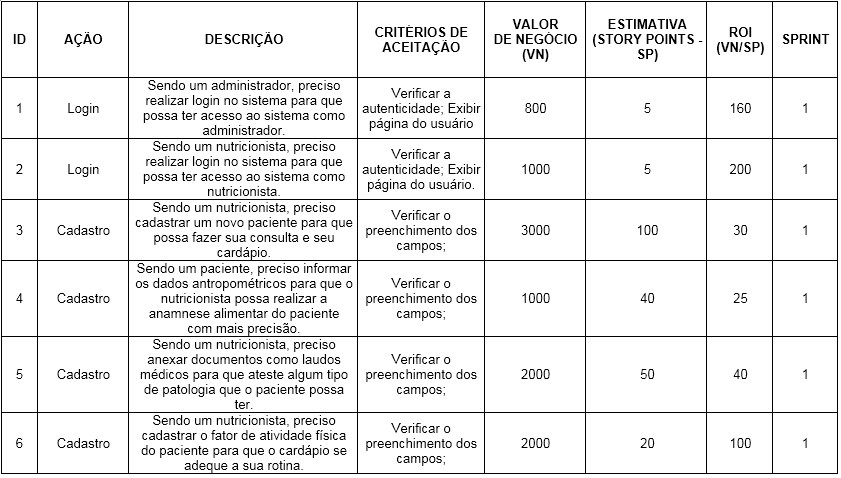 ID
AÇÃO
DESCRIÇÃO
CRITÉRIOS DE
ACEITAÇÃO
VALOR
DE NEGÓCIO
(VN)
ESTIMATIVA
(STORY POINTS -
SP)
ROI
(VN/SP)
SPRINT
1
Login
Sendo um administrador, preciso
realizar login no sistema para que
possa ter acesso ao sistema como
administrador.
Verificar a
autenticidade; Exibir
página do usuário
800
5
160
1
2
Login
Sendo um nutricionista, preciso
realizar login no sistema para que
possa ter acesso ao sistema como
nutricionista.
Verificar a
autenticidade; Exibir
página do usuário.
1000
5
200
1
3
Cadastro
Sendo um nutricionista, preciso
cadastrar um novo paciente para que
possa fazer sua consulta e seu
cardápio.
Verificar o
preenchimento dos
campos;
3000
100
30
1
4
Cadastro
Sendo um paciente, preciso informar
os dados antropométricos para que o
nutricionista possa realizar a
anamnese alimentar do paciente
com mais precisão.
Verificar o
preenchimento dos
campos;
1000
40
25
1
5
Cadastro
Sendo um nutricionista, preciso
anexar documentos como laudos
médicos para que ateste algum tipo
de patologia que o paciente possa
ter.
Verificar o
preenchimento dos
campos;
2000
50
40
1
6
Cadastro
Sendo um nutricionista, preciso
cadastrar o fator de atividade física
do paciente para que o cardápio se
adeque a sua rotina.
Verificar o
preenchimento dos
campos;
2000
20
100
1